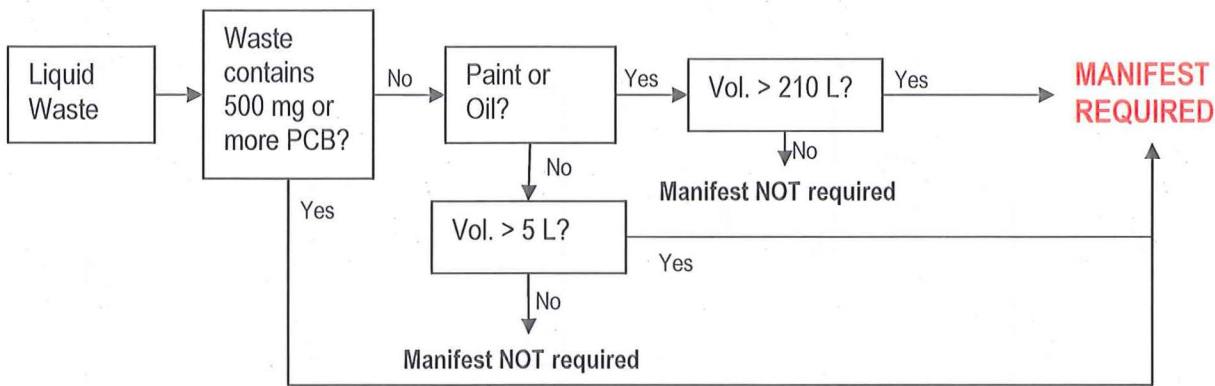 Liquid
Waste
Waste
contains
500 mg or
more PCB?
No
Yes
Paint or
Oil?
Yes
No
Vol. > 210 L?
Yes
No
Manifest NOT required
Vol. > 5 L?
Yes
No
Manifest NOT required
MANIFEST
REQUIRED